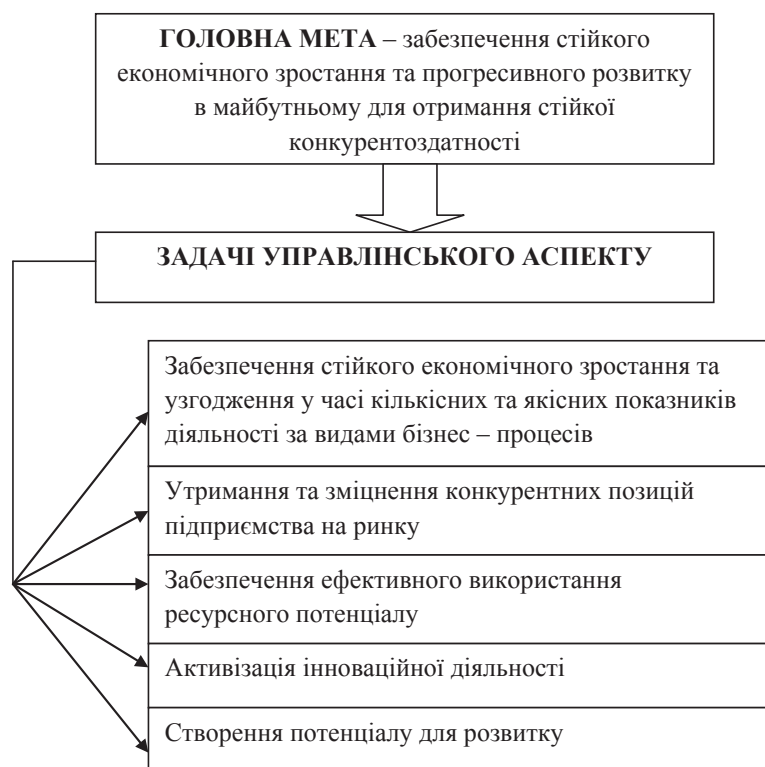 ГОЛОВНА МЕТА – забезпечення стійкого
економічного зростання та прогресивного розвитку
в майбутньому для отримання стійкої
конкурентоздатності
ЗАДАЧІ УПРАВЛІНСЬКОГО АСПЕКТУ
Забезпечення стійкого економічного зростання та
узгодження у часі кількісних та якісних показників
діяльності за видами бізнес – процесів
Утримання та зміцнення конкурентних позицій
підприємства на ринку
Забезпечення ефективного використання
ресурсного потенціалу
Активізація інноваційної діяльності
Створення потенціалу для розвитку